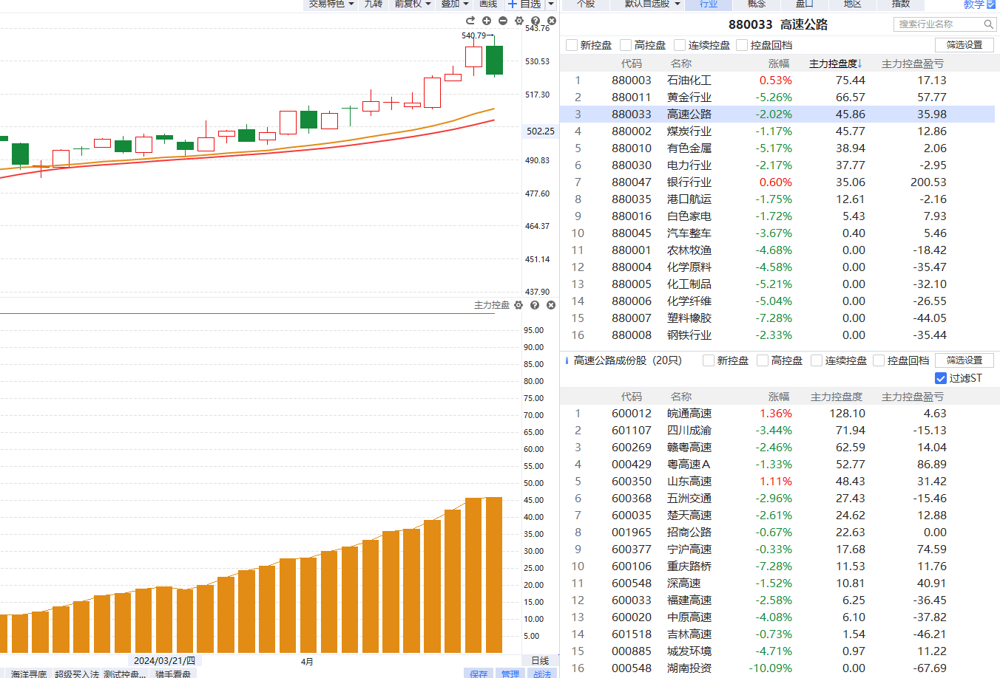 交易特色 九转 前复权 叠加 画线 自选
个股 默认自选股 行业 概念 盘口 地区 指数 教学
880033 高速公路
搜索行业名称
新控盘 高控盘 连续控盘 控盘回档 筛选设置
代码 名称 涨幅 主力控盘度↓ 主力控盘盈亏
1 880003 石油化工 0.53% 75.44 17.13
2 880011 黄金行业 -5.26% 66.57 57.77
3 880033 高速公路 -2.02% 45.86 35.98
4 880002 煤炭行业 -1.17% 45.77 12.86
5 880010 有色金属 -5.17% 38.94 2.06
6 880030 电力行业 -2.17% 37.77 -2.95
7 880047 银行行业 0.60% 35.06 200.53
8 880035 港口航运 -1.75% 12.61 -2.16
9 880016 白色家电 -1.72% 5.43 7.93
10 880045 汽车整车 -3.67% 0.40 5.46
11 880001 农林牧渔 -4.68% 0.00 -18.42
12 880004 化学原料 -4.58% 0.00 -35.47
13 880005 化工制品 -5.21% 0.00 -32.10
14 880006 化学纤维 -5.04% 0.00 -26.55
15 880007 塑料橡胶 -7.28% 0.00 -44.05
16 880008 钢铁行业 -2.33% 0.00 -35.44
高速公路成份股 (20只) 新控盘 高控盘 连续控盘 控盘回档 筛选设置
过滤ST
代码 名称 涨幅 主力控盘度 主力控盘盈亏
1 600012 皖通高速 1.36% 128.10 4.63
2 601107 四川成渝 -3.44% 71.94 -15.13
3 600269 赣粤高速 -2.46% 62.59 14.04
4 000429 粤高速A -1.33% 52.77 86.89
5 600350 山东高速 1.11% 48.43 31.42
6 600368 五洲交通 -2.96% 27.43 -15.46
7 600035 楚天高速 -2.61% 24.62 12.88
8 001965 招商公路 -0.67% 22.63 0.00
9 600377 宁沪高速 -0.33% 17.68 74.59
10 600106 重庆路桥 -7.28% 11.53 11.76
11 600548 深高速 -1.52% 10.81 40.91
12 600033 福建高速 -2.58% 6.25 -36.45
13 600020 中原高速 -4.08% 6.10 -37.82
14 601518 吉林高速 -0.73% 1.54 -46.21
15 000885 城发环境 -4.71% 0.97 11.22
16 000548 湖南投资 -10.09% 0.00 -67.69
540.79→
543.76
530.53
517.30
502.25
490.83
477.60
464.37
451.14
437.90
主力控盘
95.00
90.00
85.00
80.00
75.00
70.00
65.00
60.00
55.00
50.00
45.00
40.00
35.00
30.00
25.00
20.00
15.00
10.00
5.00
2024/03/21/四 4月 日线
海洋寻底 超级买入法 测试控盘... 猎手看盘 保存 管理 战法